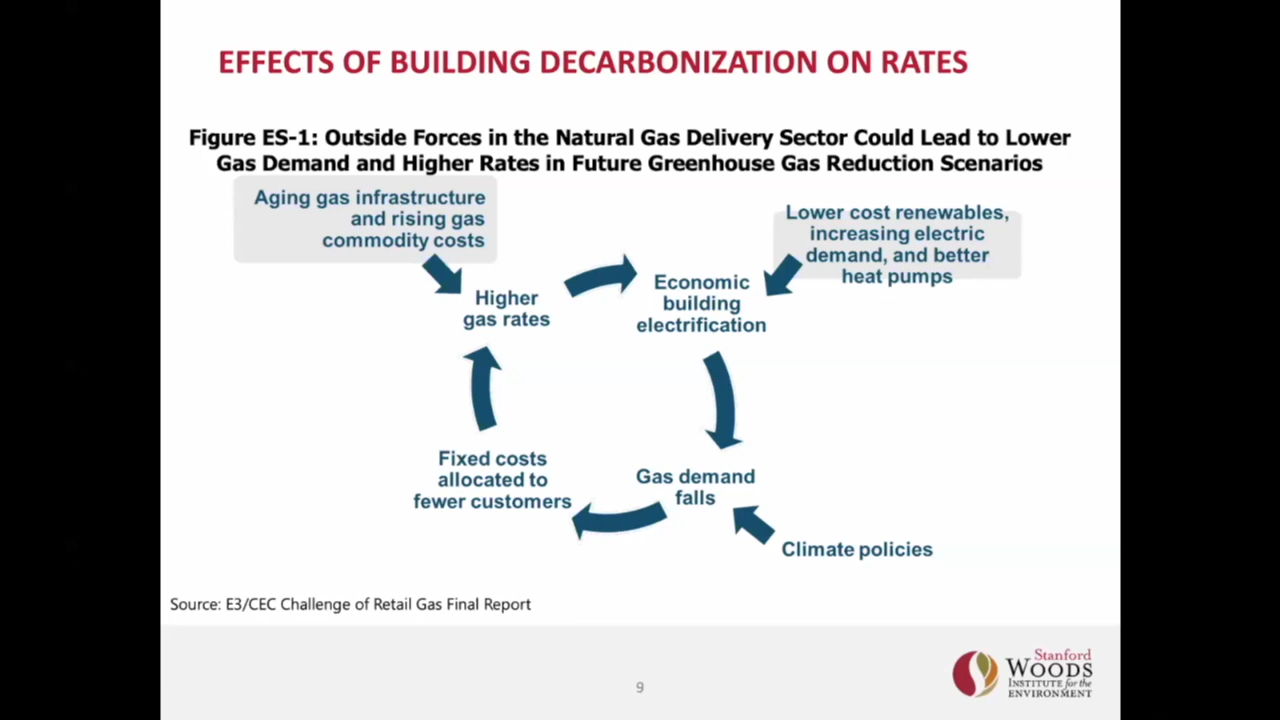 EFFECTS OF BUILDING DECARBONIZATION ON RATES
Figure ES-1: Outside Forces in the Natural Gas Delivery Sector Could Lead to Lower
Gas Demand and Higher Rates in Future Greenhouse Gas Reduction Scenarios
Aging gas infrastructure
and rising gas
commodity costs
Lower cost renewables,
increasing electric
demand, and better
heat pumps
Higher
gas rates
Economic
building
electrification
Fixed costs
allocated to
fewer customers
Gas demand
falls
Climate policies
Source: E3/CEC Challenge of Retail Gas Final Report
9
Stanford
WOODS
INSTITUTE for the
ENVIRONMENT